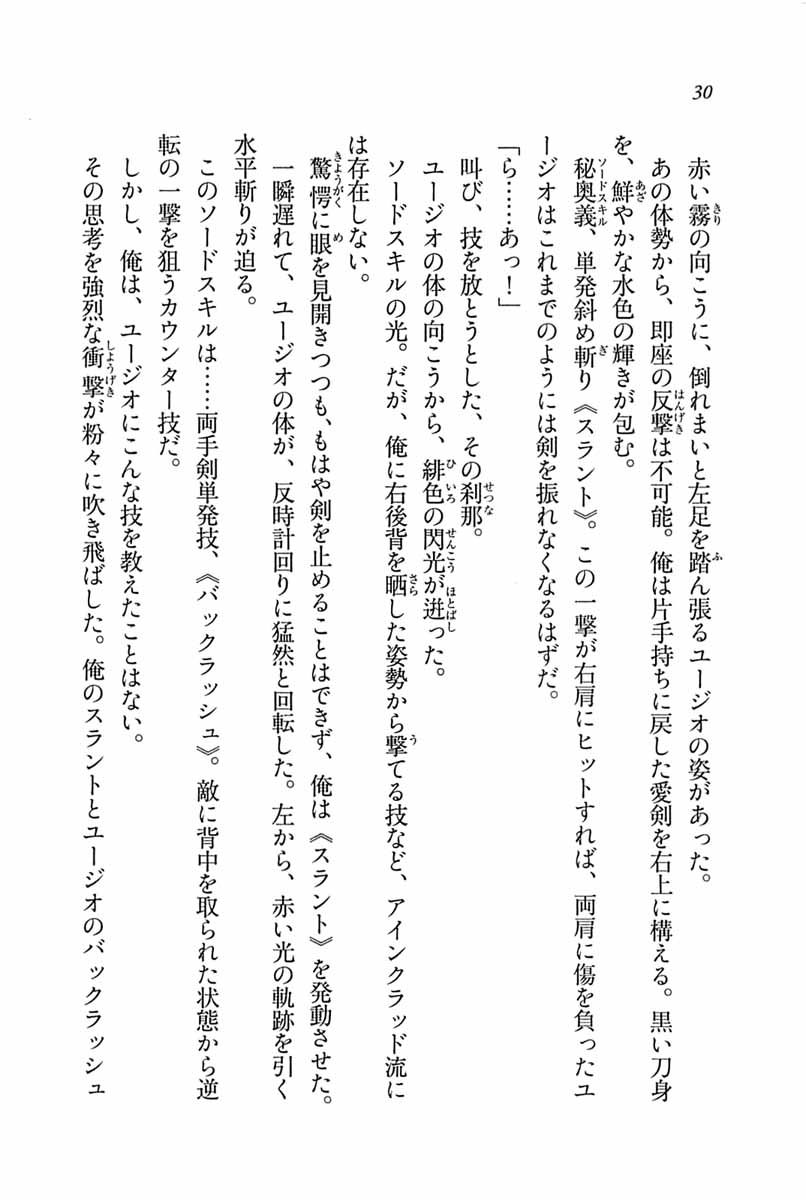 30
赤い霧の向こうに、倒れまいと左足を踏ん張るユージオの姿があった。
あの体勢から、即座の反撃は不可能。俺は片手持ちに戻した愛剣を右上に構える。黒い刀身
を、鮮やかな水色の輝きが包む。
秘奥義、単発斜め斬り《スラント》。この一撃が右肩にヒットすれば、両肩に傷を負ったユ
ージオはこれまでのようには剣を振れなくなるはずだ。
「ら……あっ！」
叫び、技を放とうとした、その刹那。
ユージオの体の向こうから、緋色の閃光が迸った。
ソードスキルの光。だが、俺に右後背を晒した姿勢から撃てる技など、アインクラッド流に
は存在しない。
驚愕に眼を見開きつつも、もはや剣を止めることはできず、俺は《スラント》を発動させた。
一瞬遅れて、ユージオの体が、反時計回りに猛然と回転した。左から、赤い光の軌跡を引く
水平斬りが迫る。
このソードスキルは……両手剣単発技、《バックラッシュ》。敵に背中を取られた状態から逆
転の一撃を狙うカウンター技だ。
しかし、俺は、ユージオにこんな技を教えたことはない。
その思考を強烈な衝撃が粉々に吹き飛ばした。俺のスラントとユージオのバックラッシュ